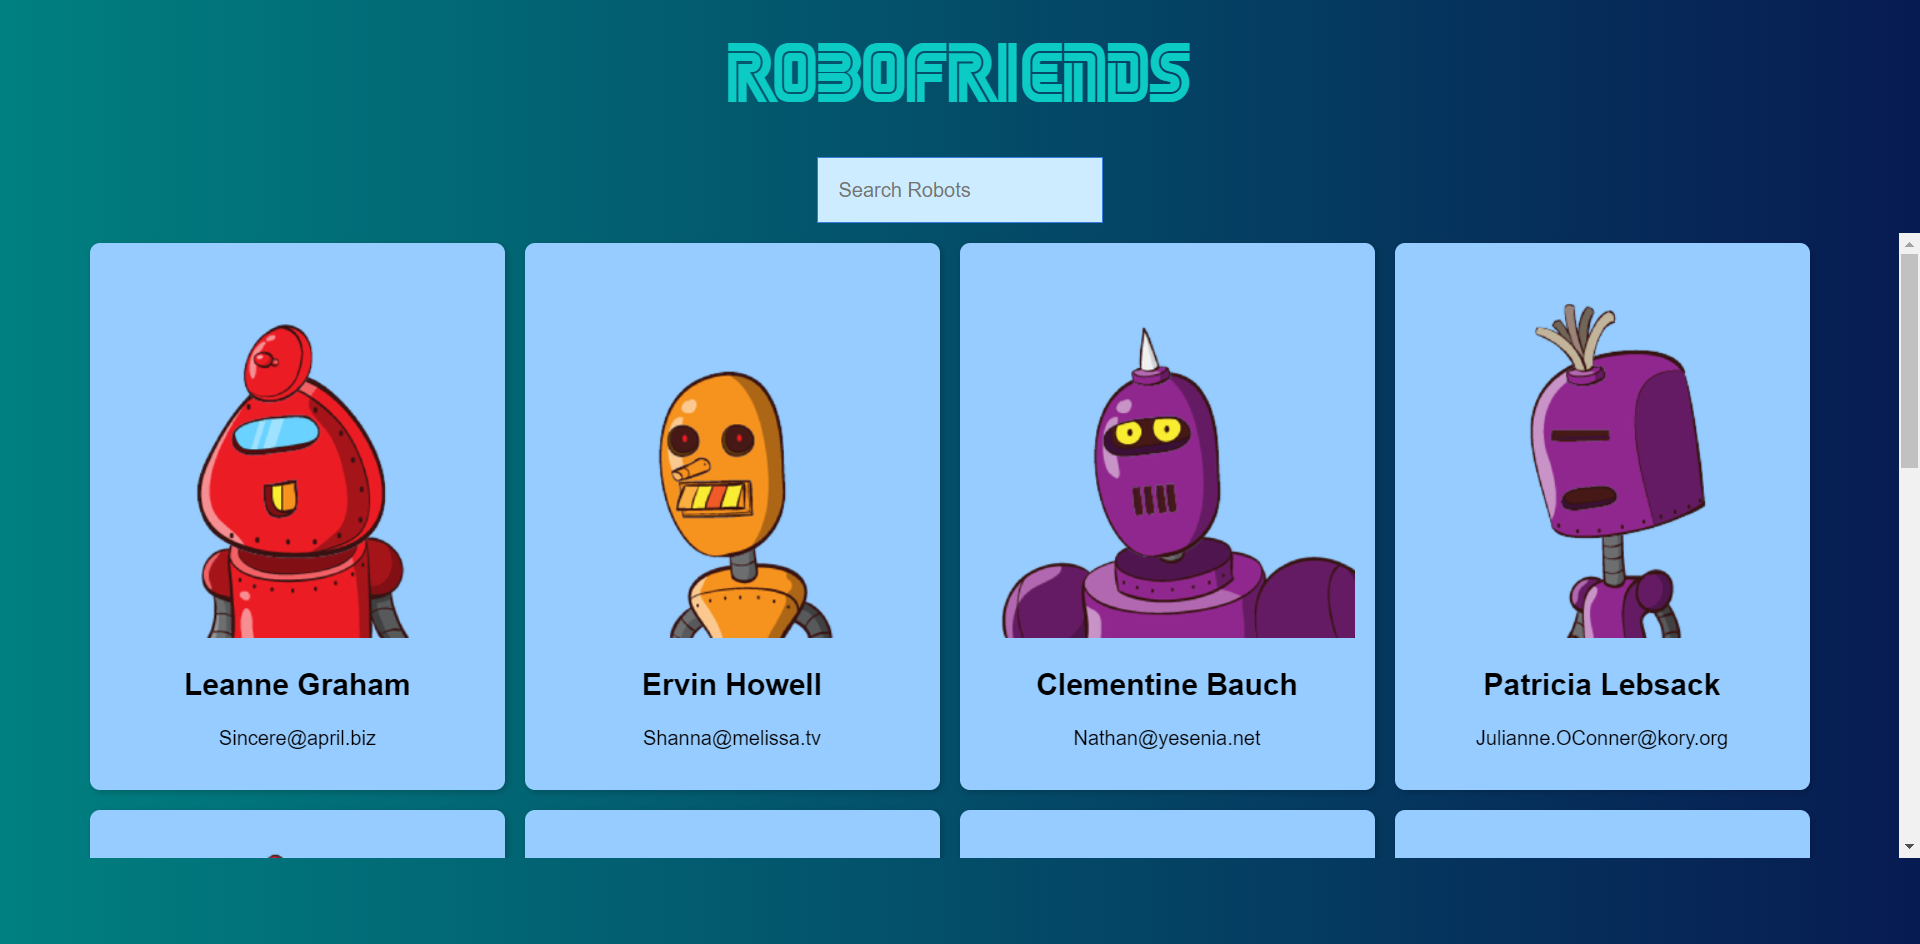 ROBOFRIENDS
Search Robots
Leanne Graham
Sincere@april.biz
Ervin Howell
Shanna@melissa.tv
Clementine Bauch
Nathan@yesenia.net
Patricia Lebsack
Julianne.OConner@kory.org